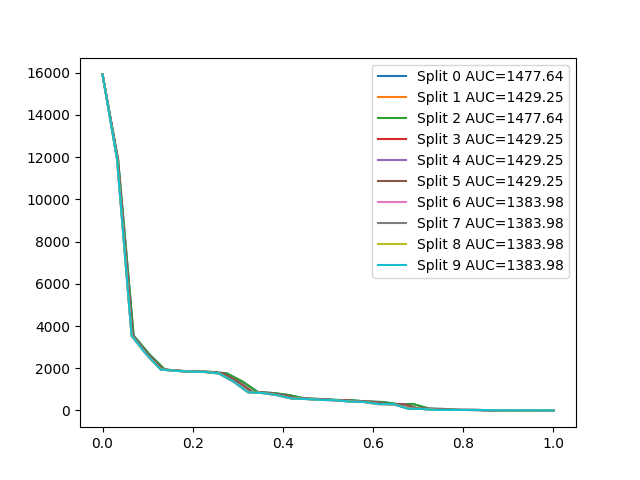 16000
14000
12000
10000
8000
6000
4000
2000
0
0.0 0.2 0.4 0.6 0.8 1.0
Split 0 AUC=1477.64
Split 1 AUC=1429.25
Split 2 AUC=1477.64
Split 3 AUC=1429.25
Split 4 AUC=1429.25
Split 5 AUC=1429.25
Split 6 AUC=1383.98
Split 7 AUC=1383.98
Split 8 AUC=1383.98
Split 9 AUC=1383.98